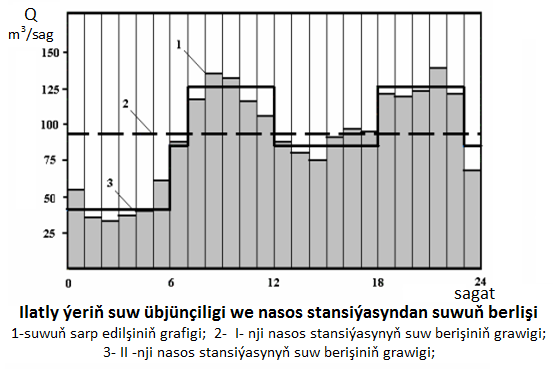 Q
m³/sag
150
125
100
75
50
25
1
2
3
0 6 12 18 24
sagat
Ilatly ýeriň suw übjünçiligi we nasos stansiýasyndan suwuň berlişi
1-suwuň sarp edilşiniň grafigi; 2- I- nji nasos stansiýasynyň suw berişiniň grawigi;
3- II -nji nasos stansiýasynyň suw berişiniň grawigi;